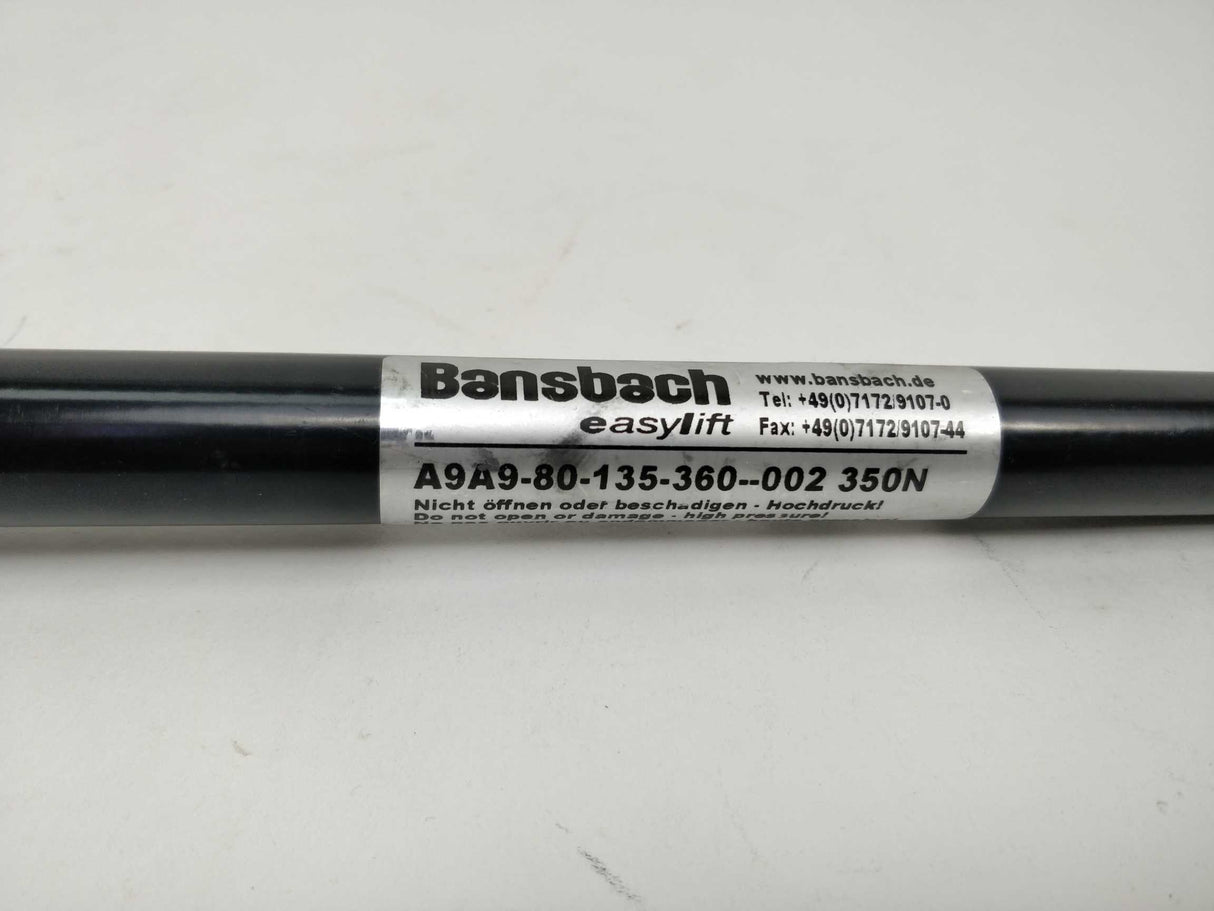 Bansbach
easylift
www.bansbach.de
Tel: +49(0)7172/9107-0
Fax: +49(0)7172/9107-44
A9A9-80-135-360--002 350N
Nicht öffnen oder beschädigen - Hochdruck!
Do not open or damage - high pressure!